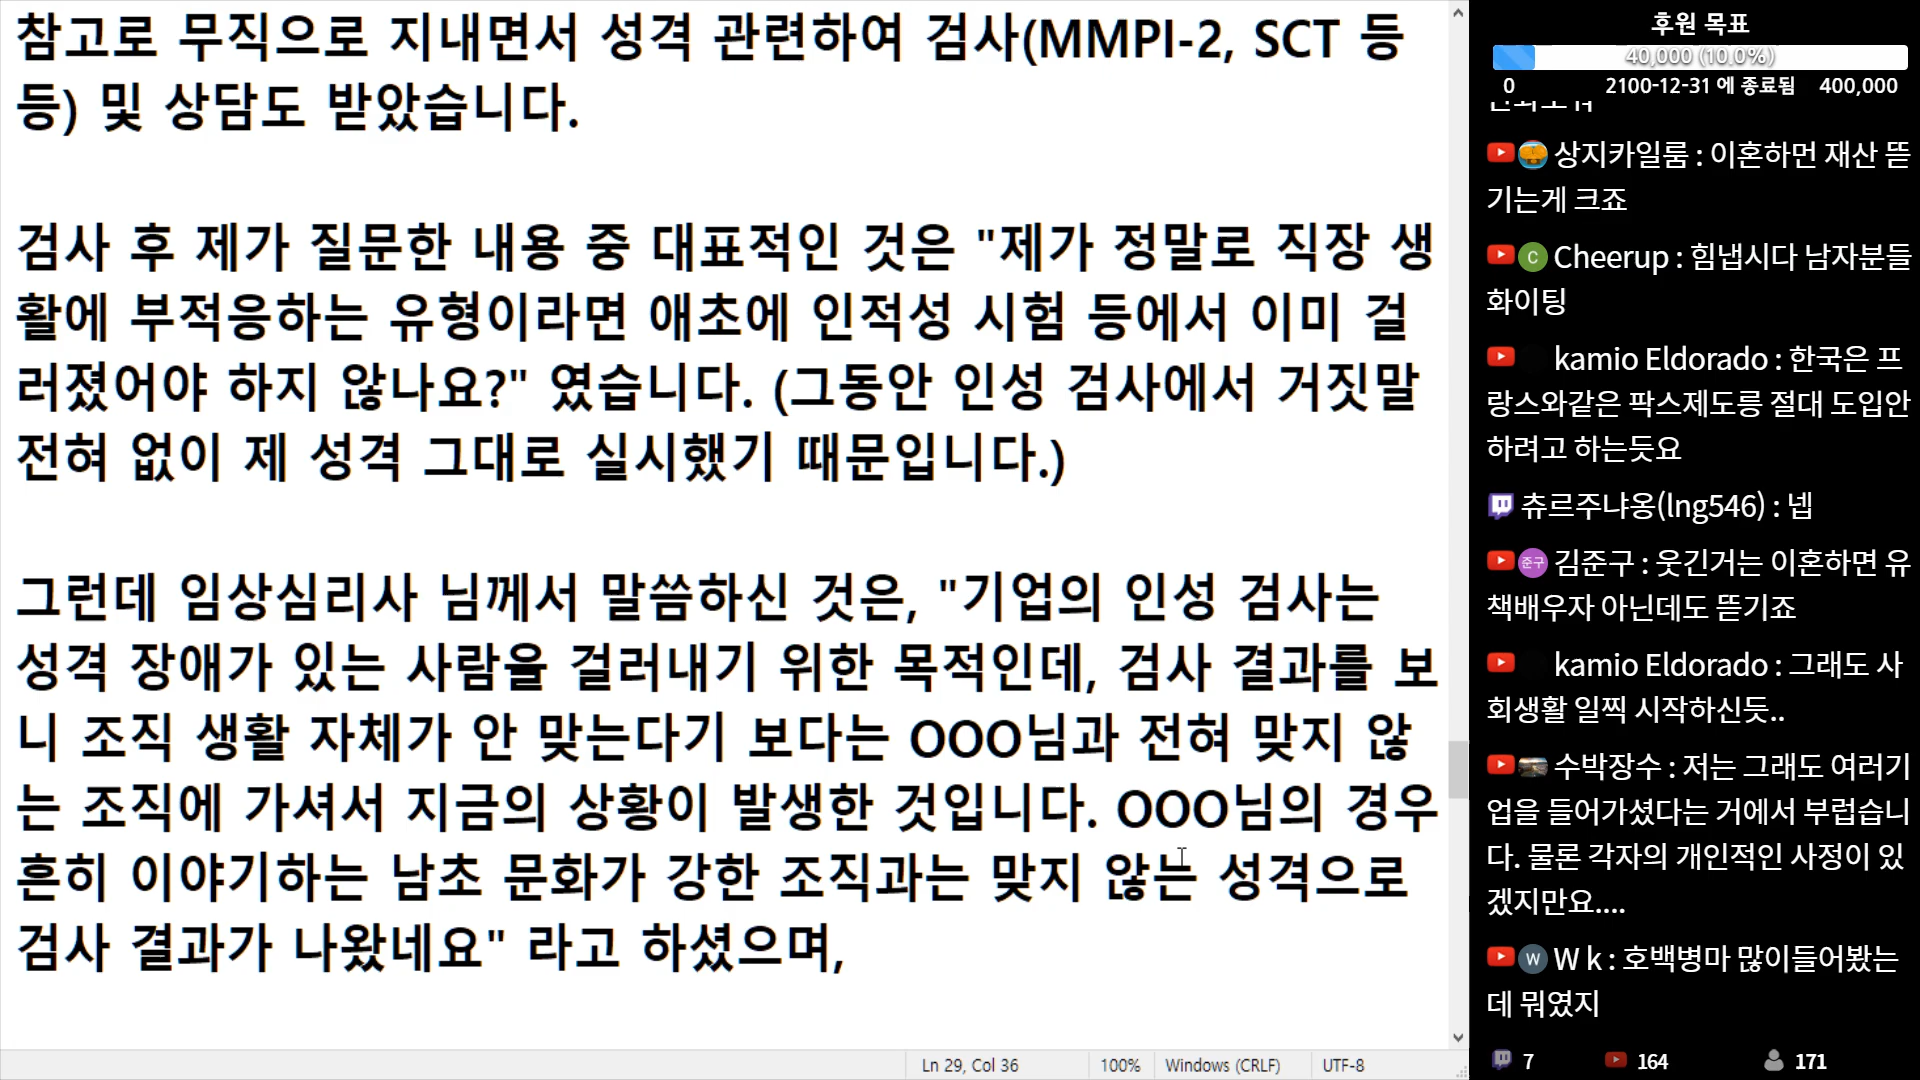 참고로 무직으로 지내면서 성격 관련하여 검사(MMPI-2, SCT 등
등) 및 상담도 받았습니다.
검사 후 제가 질문한 내용 중 대표적인 것은 "제가 정말로 직장 생
활에 부적응하는 유형이라면 애초에 인적성 시험 등에서 이미 걸
러졌어야 하지 않나요?" 였습니다. (그동안 인성 검사에서 거짓말
전혀 없이 제 성격 그대로 실시했기 때문입니다.)
그런데 임상심리사 님께서 말씀하신 것은, "기업의 인성 검사는
성격 장애가 있는 사람을 걸러내기 위한 목적인데, 검사 결과를 보
니 조직 생활 자체가 안 맞는다기 보다는 OOO님과 전혀 맞지 않
는 조직에 가셔서 지금의 상황이 발생한 것입니다. OOO님의 경우
흔히 이야기하는 남초 문화가 강한 조직과는 맞지 않는 성격으로
검사 결과가 나왔네요" 라고 하셨으며,
Ln 29, Col 36
100%
Windows (CRLF)
UTF-8
후원 목표
40,000 (10.0%)
0 2100-12-31 에 종료됨 400,000
상지카일룸 : 이혼하먼 재산 뜯
기는게 크죠
C Cheerup : 힘냅시다 남자분들
화이팅
kamio Eldorado : 한국은 프
랑스와같은 팍스제도릉 절대 도입안
하려고 하는듯요
츄르주냐옹(lng546) : 넵
준구 김준구 : 웃긴거는 이혼하면 유
책배우자 아닌데도 뜯기죠
kamio Eldorado : 그래도 사
회생활 일찍 시작하신듯..
수박장수 : 저는 그래도 여러기
업을 들어가셨다는 거에서 부럽습니
다. 물론 각자의 개인적인 사정이 있
겠지만요....
W W k : 호백병마 많이들어봤는
데 뭐였지
7 164 171